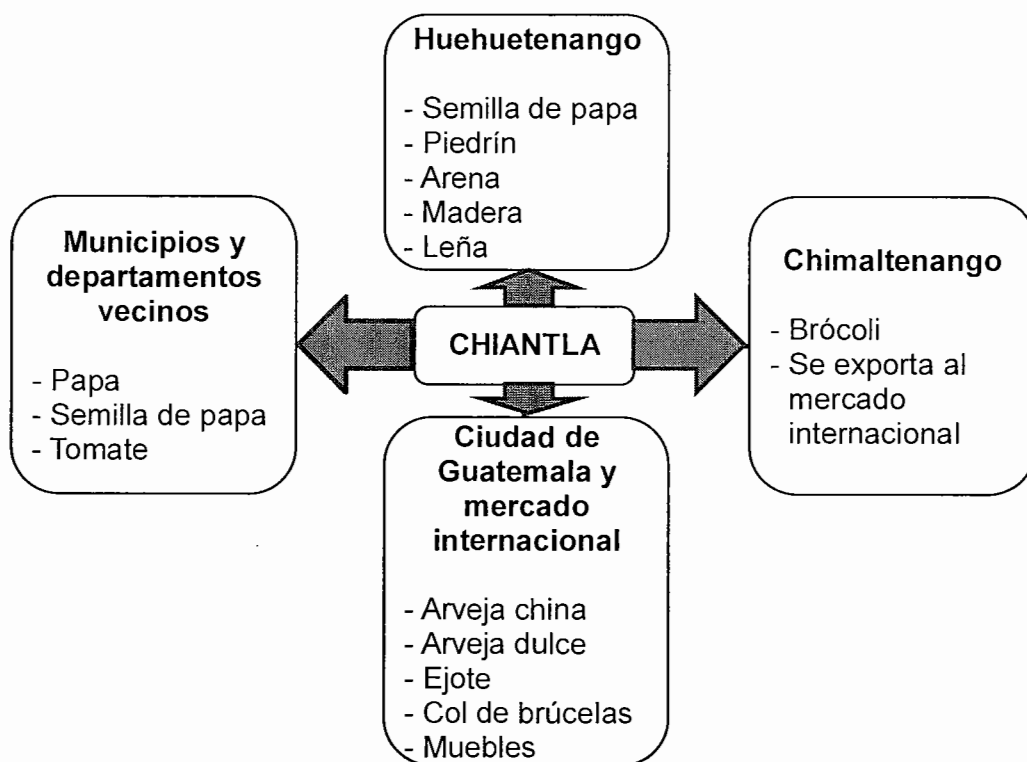 Huehuetenango
- Semilla de papa
- Piedrín
- Arena
- Madera
- Leña
Municipios y
departamentos
vecinos
- Papa
- Semilla de papa
- Tomate
CHIANTLA
Chimaltenango
- Brócoli
- Se exporta al
mercado
internacional
Ciudad de
Guatemala y
mercado
internacional
- Arveja china
- Arveja dulce
- Ejote
- Col de brúcelas
- Muebles